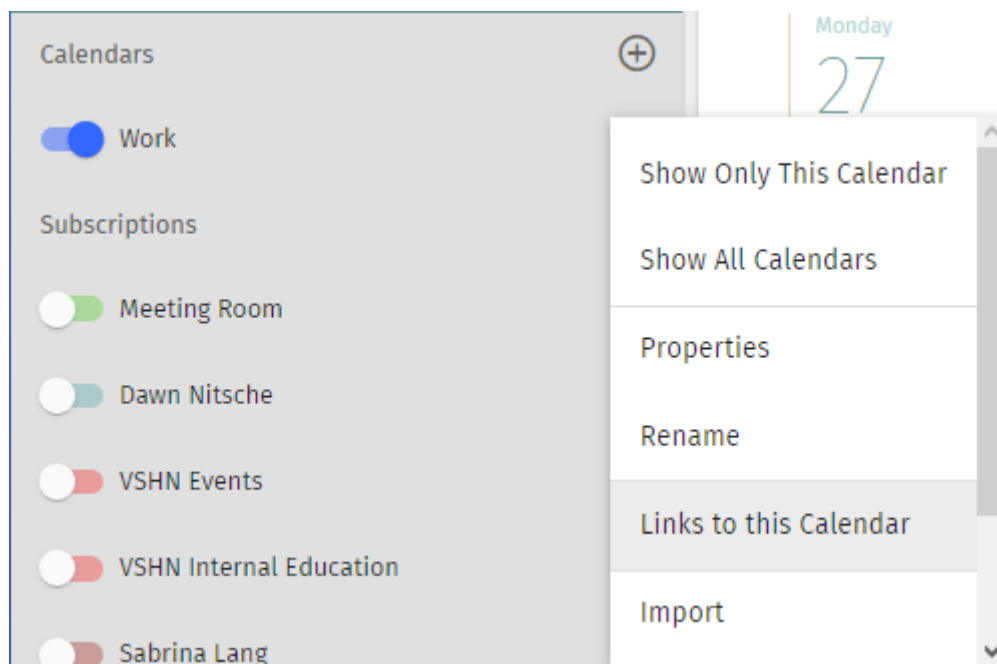 Calendars
Work
Subscriptions
Meeting Room
Dawn Nitsche
VSHN Events
VSHN Internal Education
Sabrina Lang
Monday
27
Show Only This Calendar
Show All Calendars
Properties
Rename
Links to this Calendar
Import